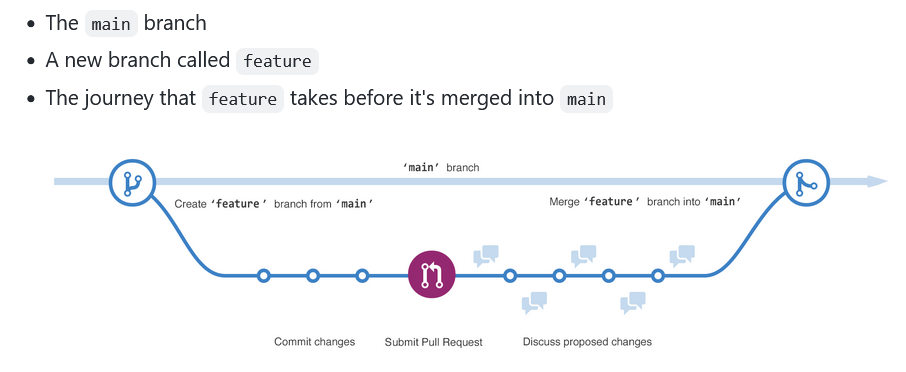 The main branch
A new branch called feature
The journey that feature takes before it's merged into main
‘main’ branch
Create ‘feature’ branch from ‘main’
Merge ‘feature’ branch into ‘main’
Commit changes
Submit Pull Request
Discuss proposed changes